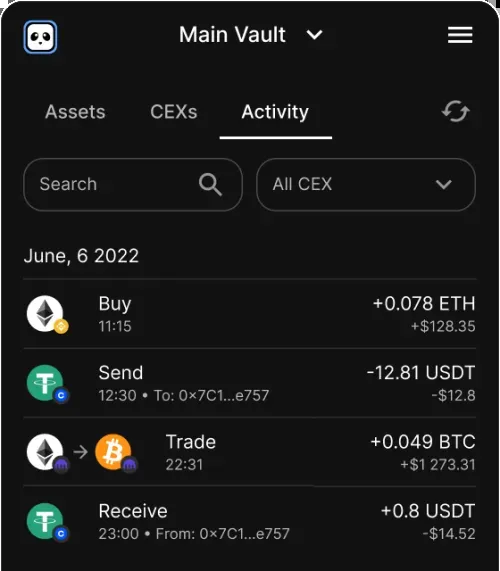 Main Vault
Assets CEXs Activity
Search All CEX
June, 6 2022
Buy +0.078 ETH
11:15 +$128.35
Send -12.81 USDT
12:30 • To: 0×7C1...e757 -$12.8
Trade +0.049 BTC
22:31 +$1 273.31
Receive +0.8 USDT
23:00 • From: 0×7C1...e757 -$14.52